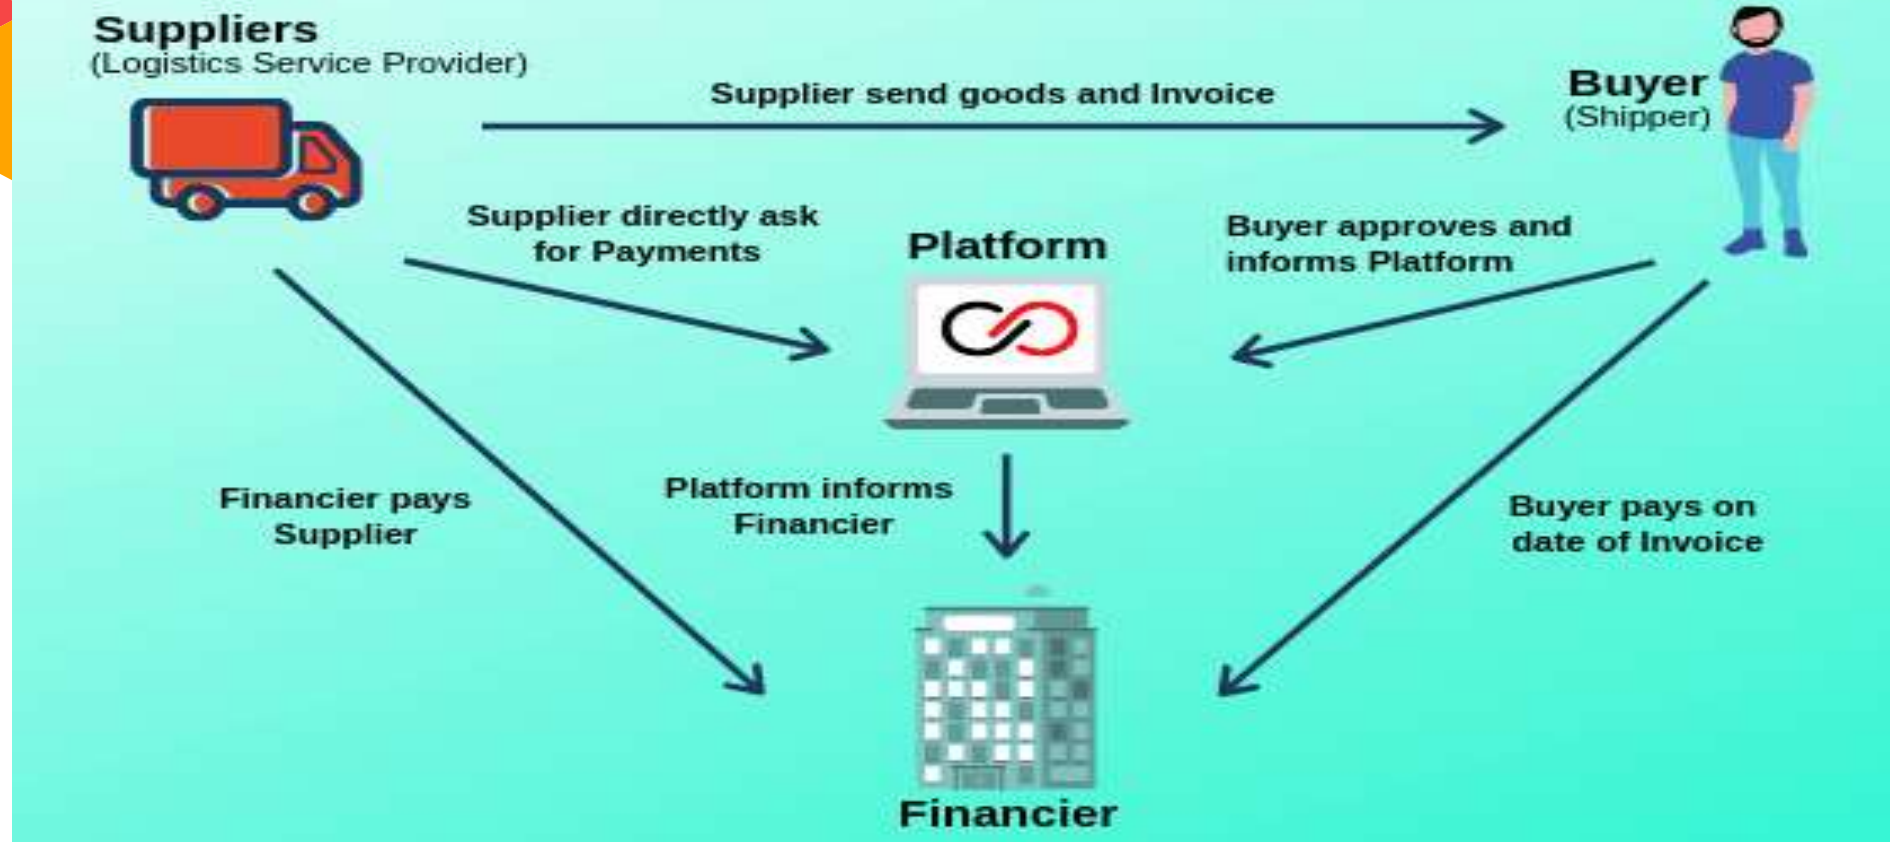 Suppliers
(Logistics Service Provider)
Supplier send goods and Invoice
Buyer
(Shipper)
Supplier directly ask
for Payments
Platform
Buyer approves and
informs Platform
Financier pays
Supplier
Platform informs
Financier
Buyer pays on
date of Invoice
Financier